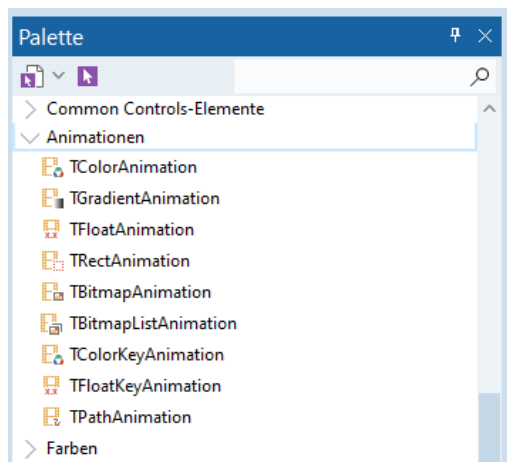 Palette
Common Controls-Elemente
Animationen
TColorAnimation
TGradientAnimation
TFloatAnimation
TRectAnimation
TBitmapAnimation
TBitmapListAnimation
TColorKeyAnimation
TFloatKeyAnimation
TPathAnimation
Farben